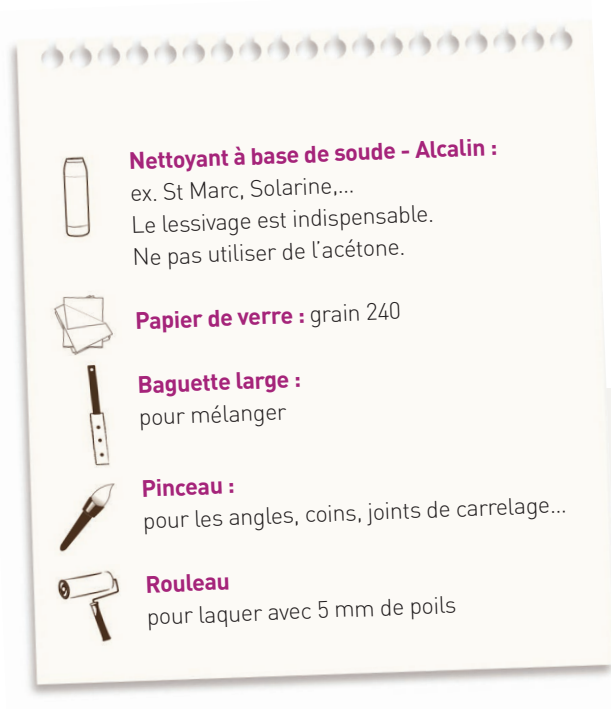 Nettoyant à base de soude - Alcalin :
ex. St Marc, Solarine,...
Le lessivage est indispensable.
Ne pas utiliser de l'acétone.
Papier de verre : grain 240
Baguette large :
pour mélanger
Pinceau :
pour les angles, coins, joints de carrelage...
Rouleau
pour laquer avec 5 mm de poils